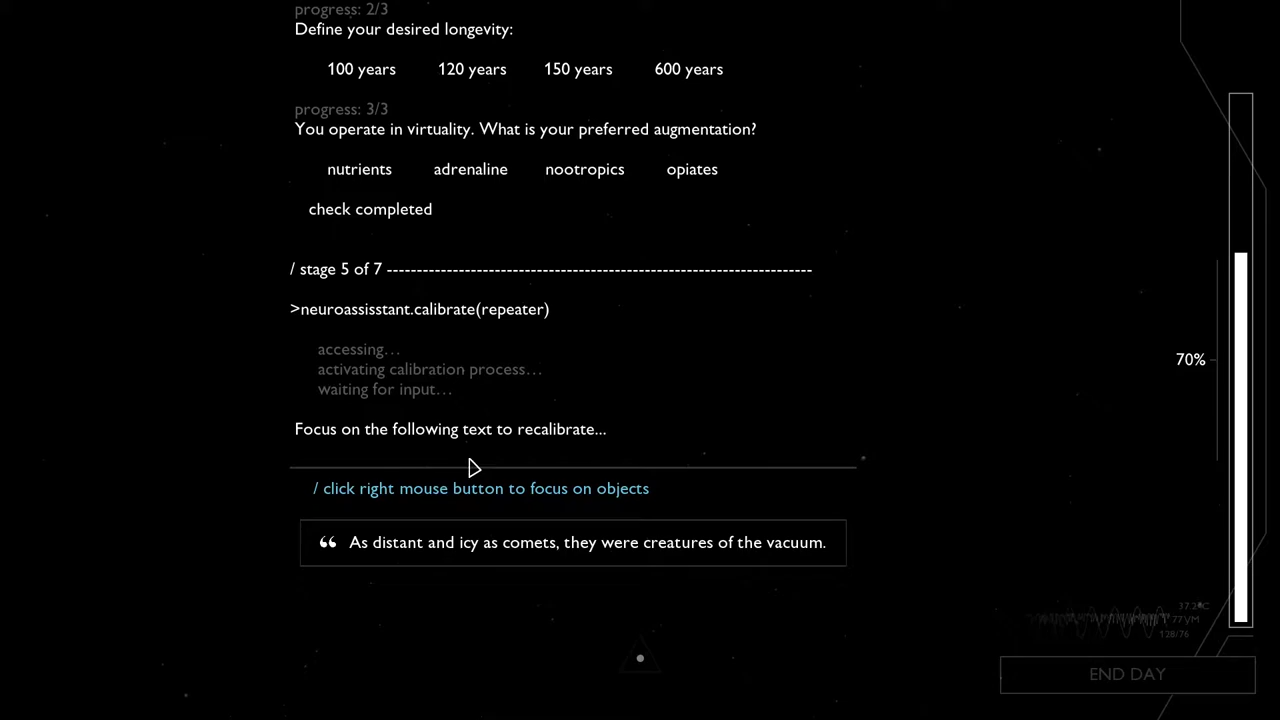 progress: 2/3
Define your desired longevity:
100 years 120 years 150 years 600 years
progress: 3/3
You operate in virtuality. What is your preferred augmentation?
nutrients adrenaline nootropics opiates
check completed
/ stage 5 of 7 -----------------------------------------------------------------------
>neuroassisstant.calibrate(repeater)
accessing...
activating calibration process...
waiting for input...
70%
Focus on the following text to recalibrate...
/ click right mouse button to focus on objects
“ As distant and icy as comets, they were creatures of the vacuum.
128/76
END DAY